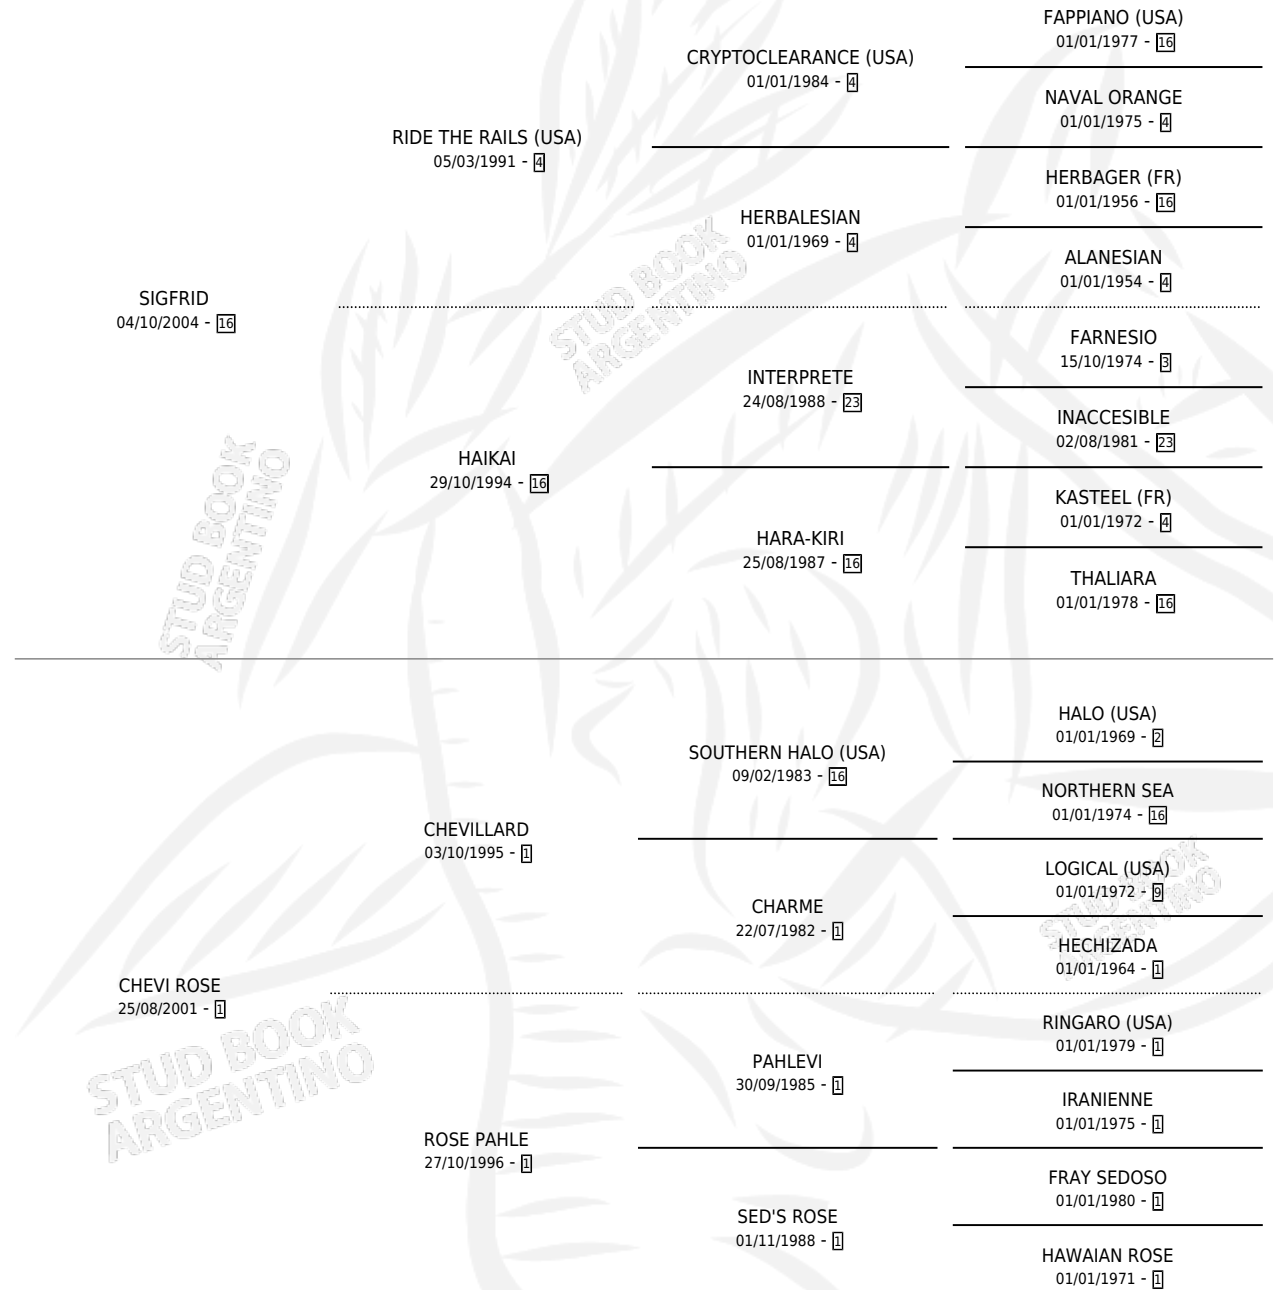 FAPPIANO (USA)
01/01/1977 - 16
CRYPTOCLEARANCE (USA)
01/01/1984 - 4
NAVAL ORANGE
01/01/1975 - 4
RIDE THE RAILS (USA)
05/03/1991 - 4
HERBAGER (FR)
01/01/1956 - 16
HERBALESIAN
01/01/1969 - 4
ALANESIAN
01/01/1954 - 4
STUD BOOK
ARGENTINO
SIGFRID
04/10/2004 - 16
FARNESIO
15/10/1974 - 3
INTERPRETE
24/08/1988 - 23
INACCESIBLE
02/08/1981 - 23
HAIKAI
29/10/1994 - 16
KASTEEL (FR)
01/01/1972 - 4
HARA-KIRI
25/08/1987 - 16
THALIARA
01/01/1978 - 16
STUD BOOK
ARGENTINO
HALO (USA)
01/01/1969 - 2
SOUTHERN HALO (USA)
09/02/1983 - 16
NORTHERN SEA
01/01/1974 - 16
CHEVILLARD
03/10/1995 - 1
LOGICAL (USA)
01/01/1972 - 9
CHARME
22/07/1982 - 1
HECHIZADA
01/01/1964 - 1
STUD BOOK
ARGENTINO
CHEVI ROSE
25/08/2001 - 1
RINGARO (USA)
01/01/1979 - 1
PAHLEVI
30/09/1985 - 1
IRANIENNE
01/01/1975 - 1
STUD BOOK
ARGENTINO
ROSE PAHLE
27/10/1996 - 1
FRAY SEDOSO
01/01/1980 - 1
SED'S ROSE
01/11/1988 - 1
HAWAIAN ROSE
01/01/1971 - 1